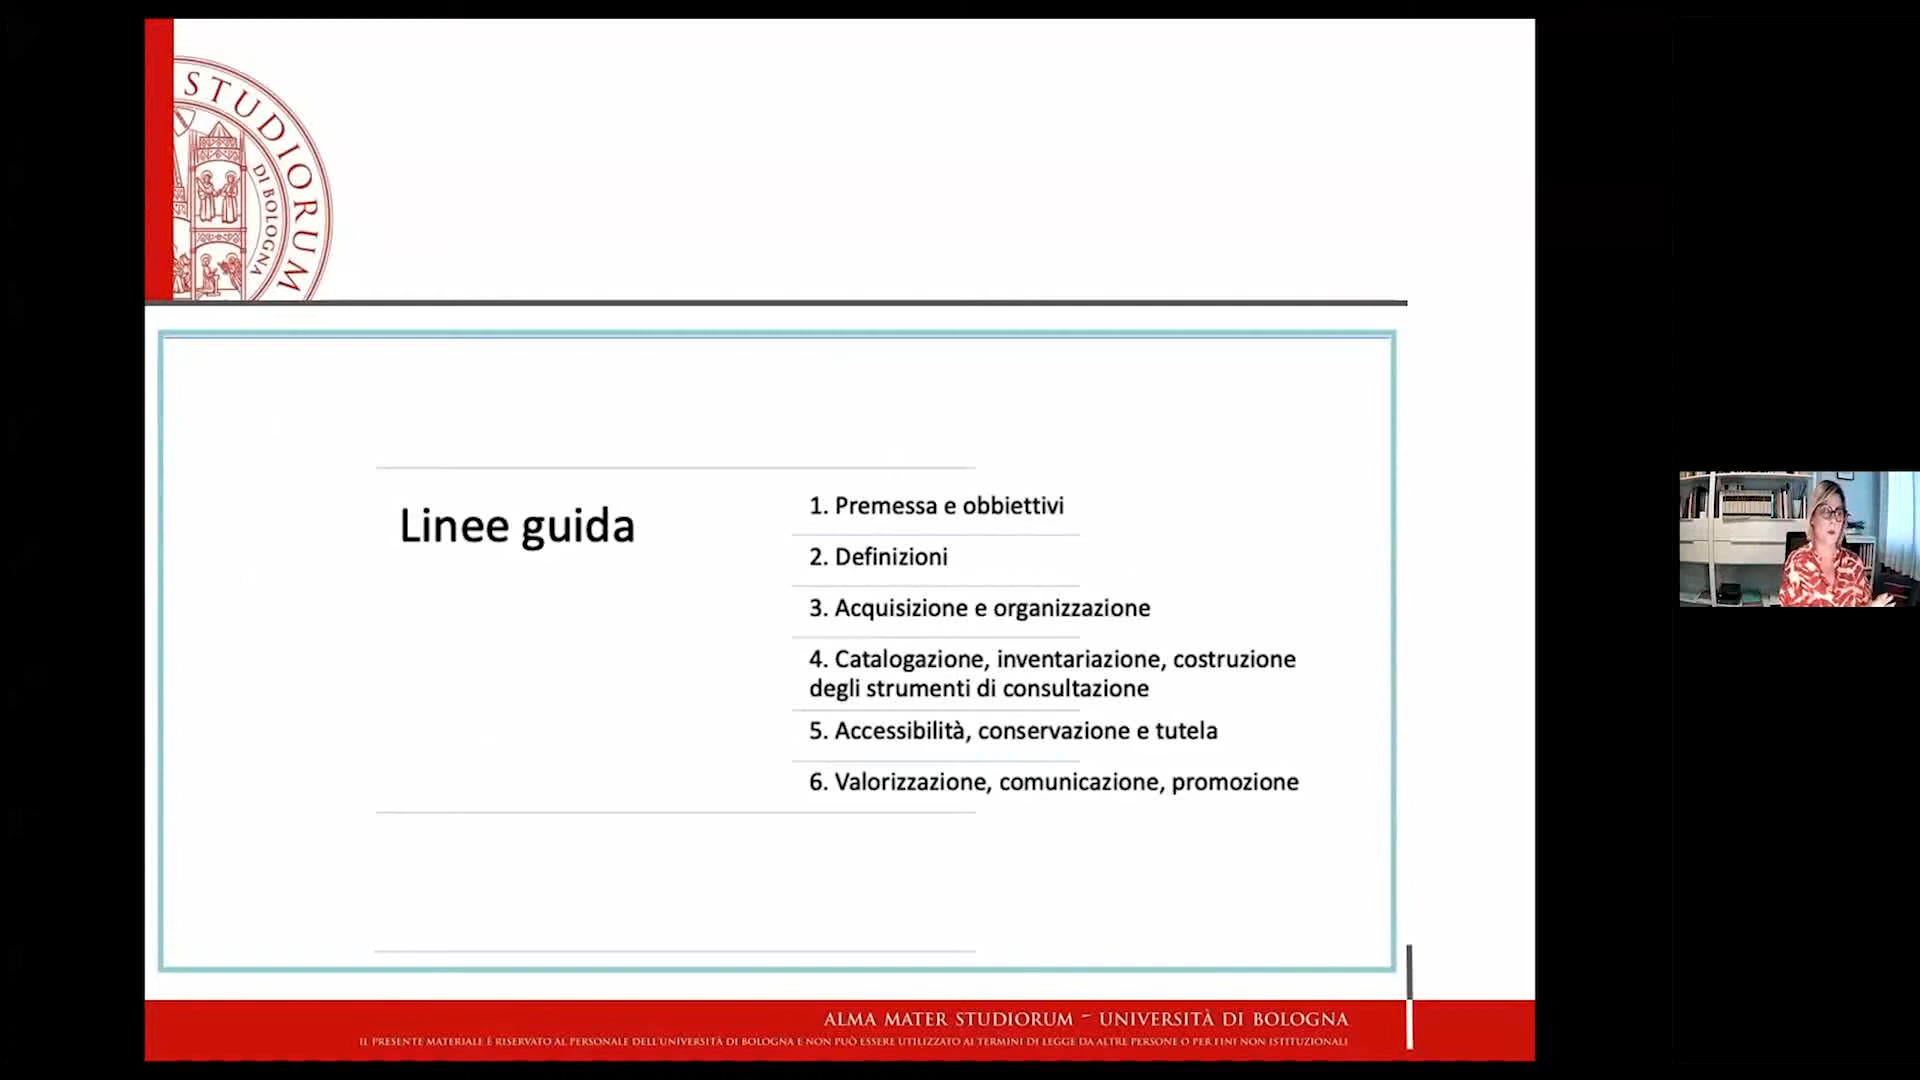 STUDIORUM
DI BOLOGNA
Linee guida
1. Premessa e obbiettivi
2. Definizioni
3. Acquisizione e organizzazione
4. Catalogazione, inventariazione, costruzione
degli strumenti di consultazione
5. Accessibilità, conservazione e tutela
6. Valorizzazione, comunicazione, promozione
ALMA MATER STUDIORUM – UNIVERSITÀ DI BOLOGNA
IL PRESENTE MATERIALE È RISERVATO AL PERSONALE DELL'UNIVERSITÀ DI BOLOGNA E NON PUÒ ESSERE UTILIZZATO AI TERMINI DI LEGGE DA ALTRE PERSONE O PER FINI NON ISTITUZIONALI